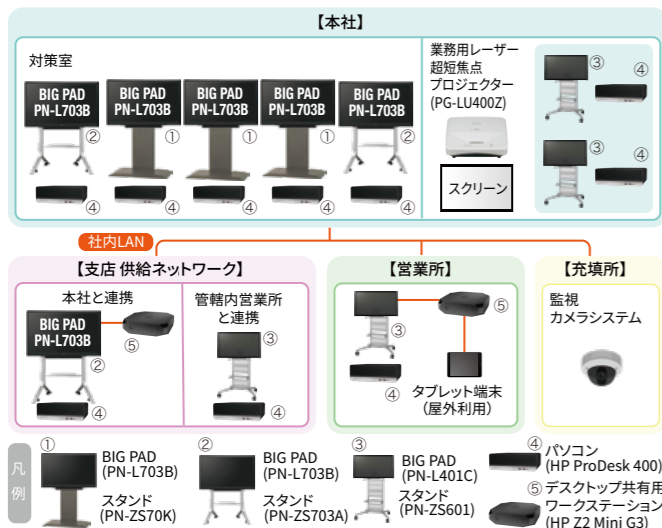 【本社】
対策室
BIG PAD
PN-L703B
②
④
BIG PAD
PN-L703B
①
④
BIG PAD
PN-L703B
①
④
BIG PAD
PN-L703B
①
④
BIG PAD
PN-L703B
②
④
業務用レーザー
超短焦点
プロジェクター
(PG-LU400Z)
スクリーン
③
④
③
④
社内LAN
【支店 供給ネットワーク】
本社と連携
BIG PAD
PN-L703B
⑤
②
④
管轄内営業所
と連携
③
④
【営業所】
③
④
⑤
タブレット端末
(屋外利用)
【充填所】
監視
カメラシステム
凡
例
①
BIG PAD
(PN-L703B)
スタンド
(PN-ZS70K)
②
BIG PAD
(PN-L703B)
スタンド
(PN-ZS703A)
③
BIG PAD
(PN-L401C)
スタンド
(PN-ZS601)
④パソコン
(HP ProDesk 400)
⑤デスクトップ共有用
ワークステーション
(HP Z2 Mini G3)